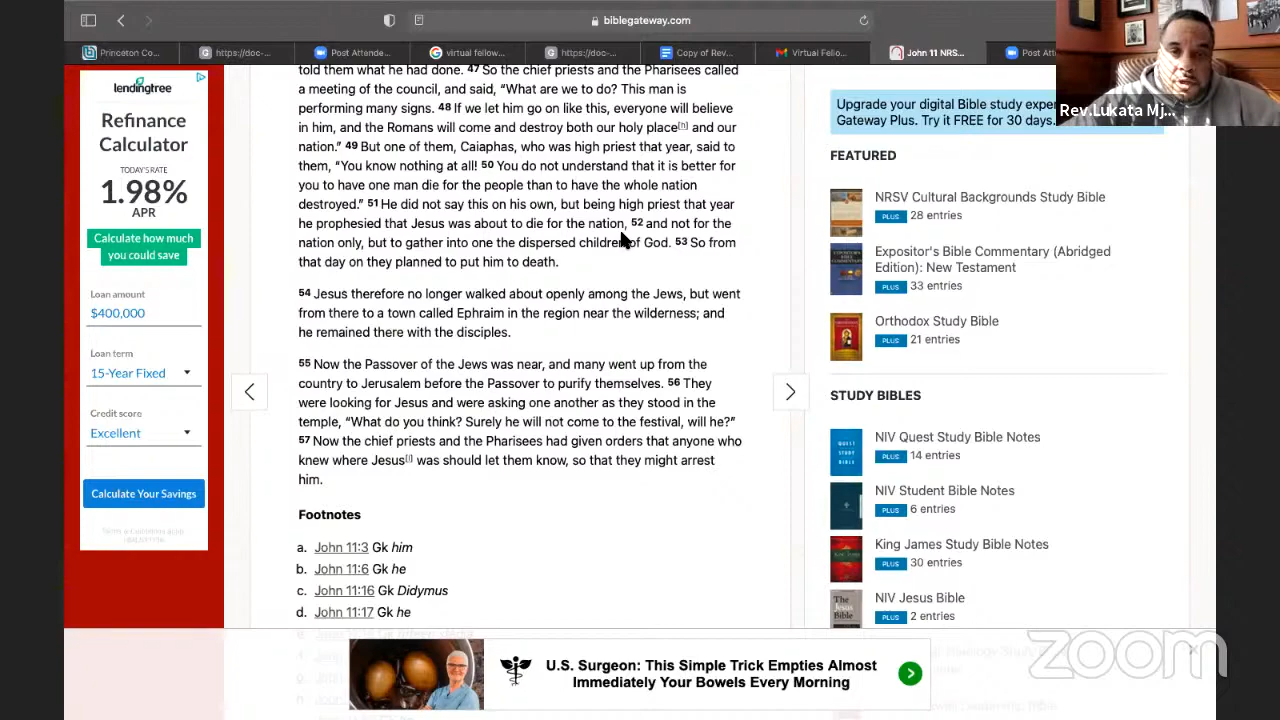 biblegateway.com
Princeton Co...
https://doc-...
Post Attende...
virtual fellow...
https://doc-...
Copy of Rev...
Virtual Fello...
John 11 NRS...
Post Att
Rev.Lukata Mj...
lendingtree
Refinance
Calculator
TODAY'S RATE
1.98%
APR
Calculate how much
you could save
Loan amount
$400,000
Loan term
15-Year Fixed
Credit score
Excellent
Calculate Your Savings
told them what he had done. 47 So the chief priests and the Pharisees called
a meeting of the council, and said, “What are we to do? This man is
performing many signs. 48 If we let him go on like this, everyone will believe
in him, and the Romans will come and destroy both our holy place[h] and our
nation.” 49 But one of them, Caiaphas, who was high priest that year, said to
them, “You know nothing at all! 50 You do not understand that it is better for
you to have one man die for the people than to have the whole nation
destroyed.” 51 He did not say this on his own, but being high priest that year
he prophesied that Jesus was about to die for the nation, 52 and not for the
nation only, but to gather into one the dispersed children of God. 53 So from
that day on they planned to put him to death.
54 Jesus therefore no longer walked about openly among the Jews, but went
from there to a town called Ephraim in the region near the wilderness; and
he remained there with the disciples.
55 Now the Passover of the Jews was near, and many went up from the
country to Jerusalem before the Passover to purify themselves. 56 They
were looking for Jesus and were asking one another as they stood in the
temple, “What do you think? Surely he will not come to the festival, will he?”
57 Now the chief priests and the Pharisees had given orders that anyone who
knew where Jesus[i] was should let them know, so that they might arrest
him.
Footnotes
a. John 11:3 Gk him
b. John 11:6 Gk he
c. John 11:16 Gk Didymus
d. John 11:17 Gk he
Upgrade your digital Bible study expe
Gateway Plus. Try it FREE for 30 days.
FEATURED
NRSV Cultural Backgrounds Study Bible
PLUS 28 entries
Expositor's Bible Commentary (Abridged
Edition): New Testament
PLUS 33 entries
Orthodox Study Bible
PLUS 21 entries
STUDY BIBLES
NIV Quest Study Bible Notes
PLUS 14 entries
NIV Student Bible Notes
PLUS 6 entries
King James Study Bible Notes
PLUS 30 entries
NIV Jesus Bible
PLUS 2 entries
U.S. Surgeon: This Simple Trick Empties Almost
Immediately Your Bowels Every Morning
zoom